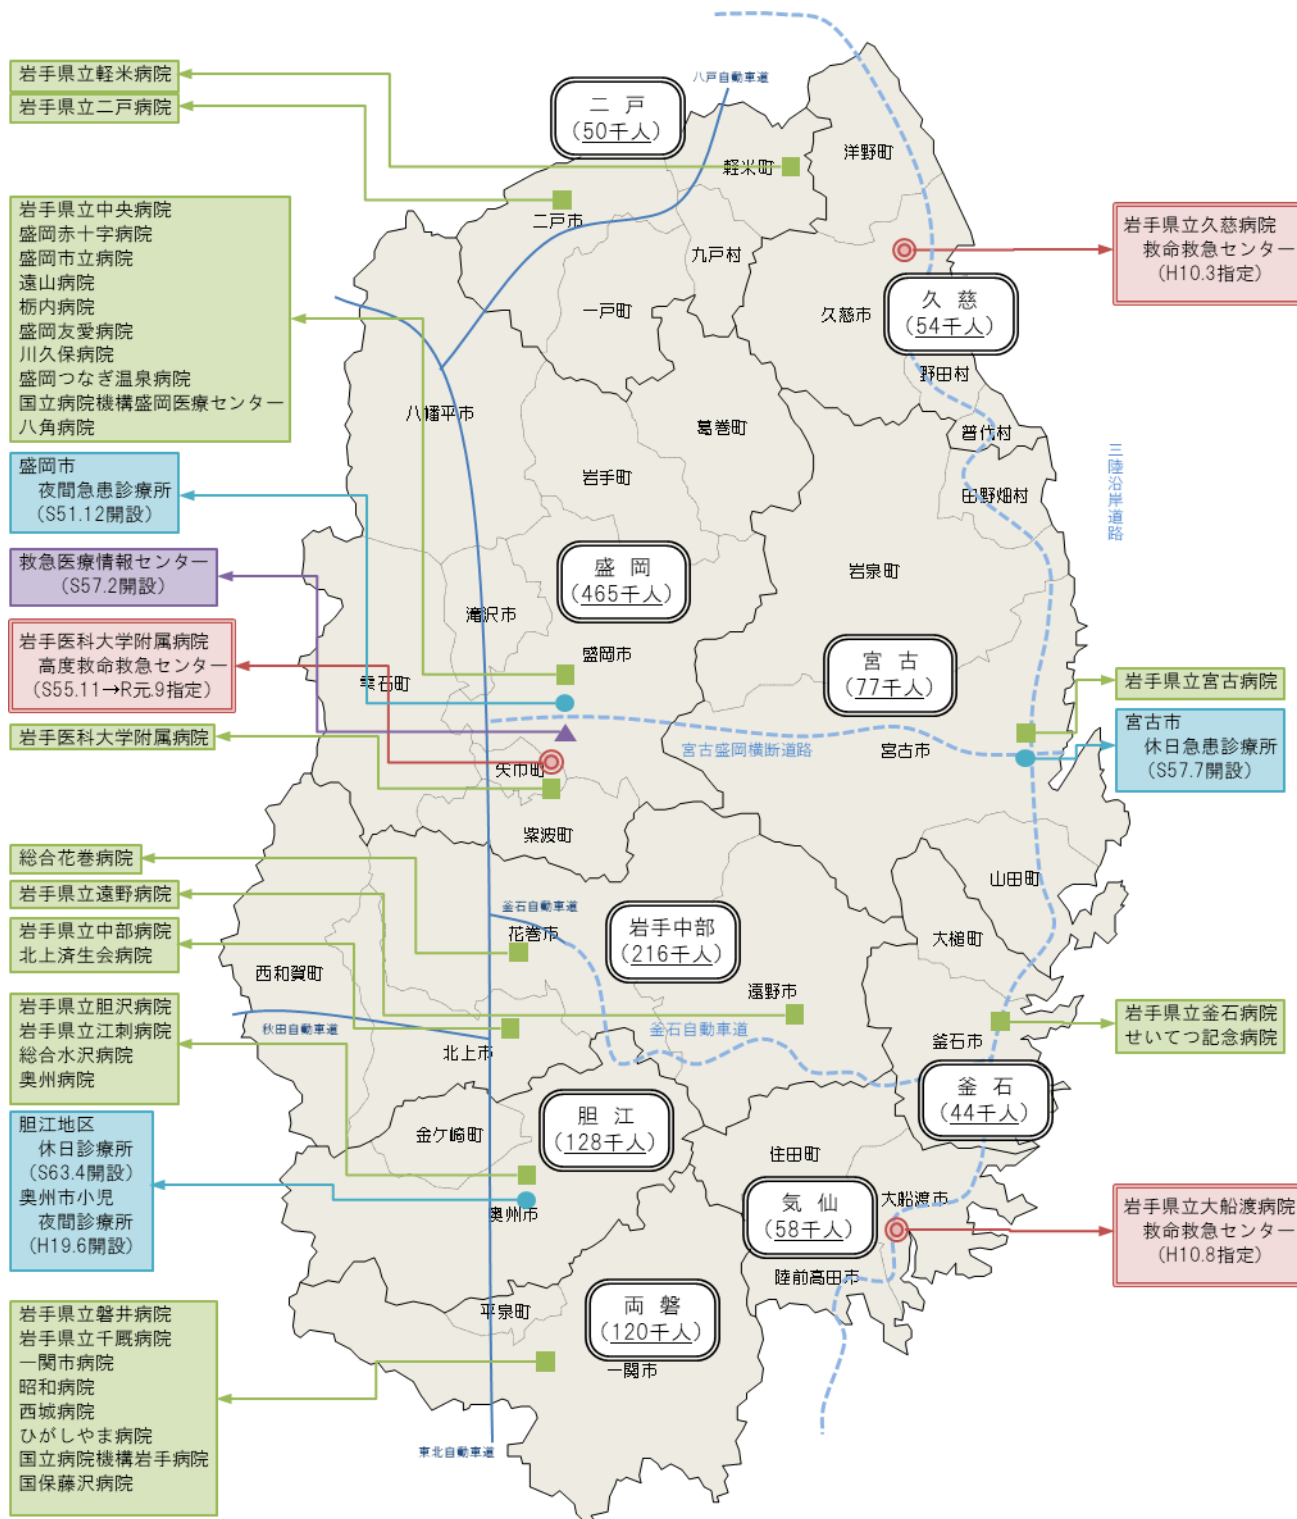 岩手県立軽米病院
岩手県立二戸病院
岩手県立中央病院
盛岡赤十字病院
盛岡市立病院
遠山病院
栃内病院
盛岡友愛病院
川久保病院
盛岡つなぎ温泉病院
国立病院機構盛岡医療センター
八角病院
盛岡市
夜間急患診療所
(S51.12開設)
救急医療情報センター
(S57.2開設)
岩手医科大学附属病院
高度救命救急センター
(S55.11→R元.9指定)
岩手医科大学附属病院
総合花巻病院
岩手県立遠野病院
岩手県立中部病院
北上済生会病院
岩手県立胆沢病院
岩手県立江刺病院
総合水沢病院
奥州病院
胆江地区
休日診療所
(S63.4開設)
奥州市小児
夜間診療所
(H19.6開設)
岩手県立磐井病院
岩手県立千厩病院
一関市病院
昭和病院
西城病院
ひがしやま病院
国立病院機構岩手病院
国保藤沢病院
八戸自動車道
二 戸
(50千人)
軽米町
洋野町
二戸市
九戸村
一戸町
久慈市
久 慈
(54千人)
野田村
普代村
田野畑村
八幡平市
葛巻町
岩手町
岩泉町
三陸沿岸道路
盛 岡
(465千人)
滝沢市
盛岡市
雫石町
宮 古
(77千人)
宮古盛岡横断道路
宮古市
矢巾町
紫波町
山田町
大槌町
釜石自動車道
花巻市
岩手中部
(216千人)
西和賀町
遠野市
秋田自動車道
北上市
釜石自動車道
釜石市
釜 石
(44千人)
胆 江
(128千人)
金ケ崎町
住田町
奥州市
気 仙
(58千人)
大船渡市
陸前高田市
平泉町
両 磐
(120千人)
一関市
東北自動車道
岩手県立久慈病院
救命救急センター
(H10.3指定)
岩手県立宮古病院
宮古市
休日急患診療所
(S57.7開設)
岩手県立釜石病院
せいてつ記念病院
岩手県立大船渡病院
救命救急センター
(H10.8指定)